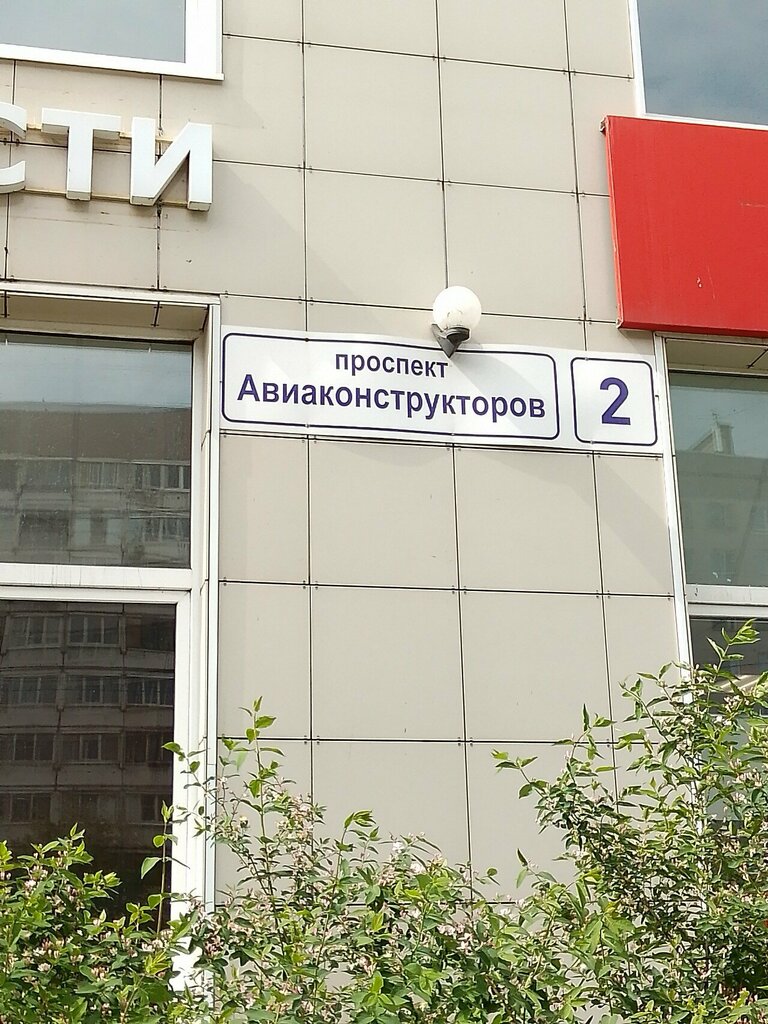 сти
проспект
Авиаконструкторов
2